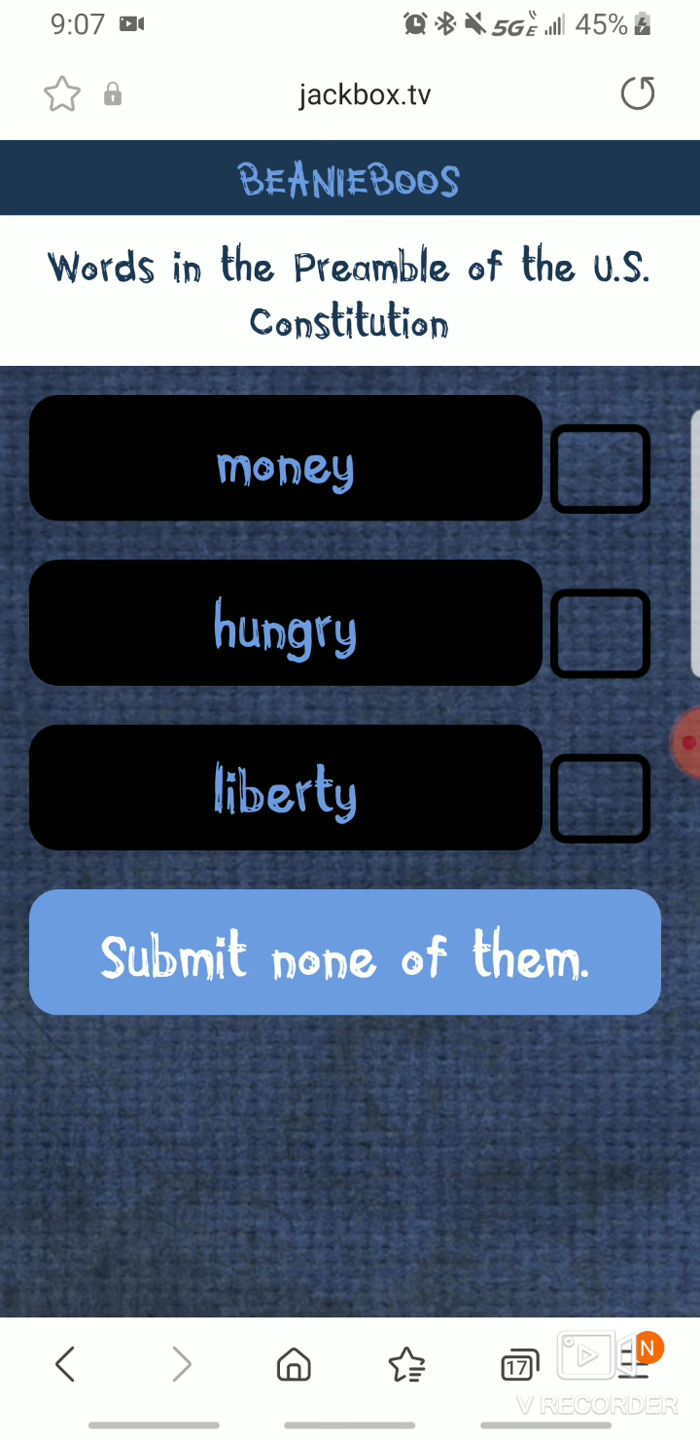 9:07 5GE 45%
jackbox.tv
BEANIEBOOS
Words in the Preamble of the U.S.
Constitution
money
hungry
liberty
Submit none of them.
17 N
V RECORDER